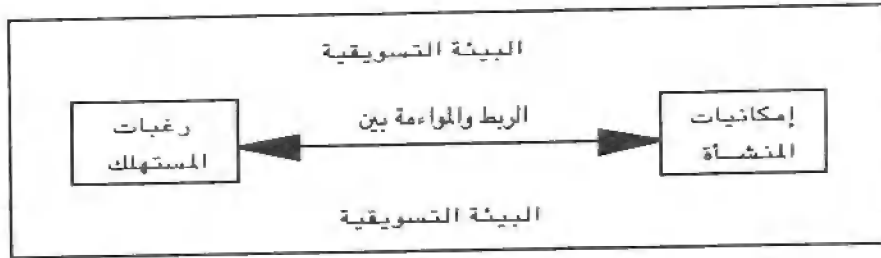 البيئة التسويقية
إمكانيات
المنشأة
الربط والمواءمة بين
رغبات
المستهلك
البيئة التسويقية